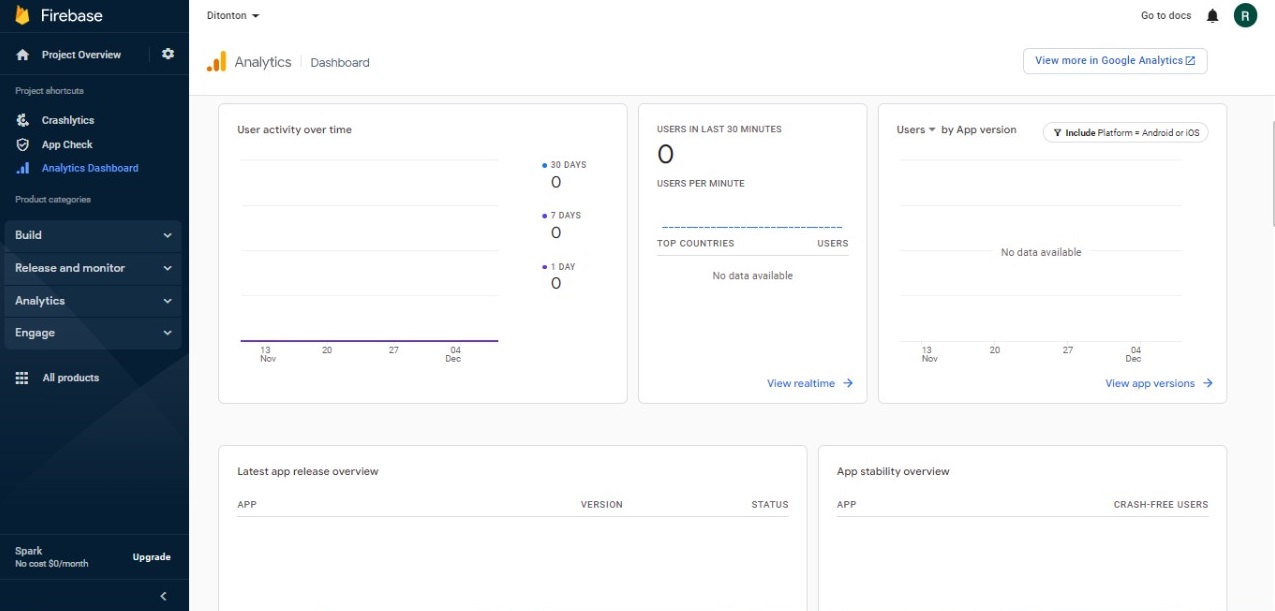 Firebase
Project Overview
Project shortcuts
Crashlytics
App Check
Analytics Dashboard
Product categories
Build
Release and monitor
Analytics
Engage
All products
Spark
No cost $0/month
Upgrade
Ditonton
Go to docs
R
Analytics
Dashboard
View more in Google Analytics
User activity over time
30 DAYS
0
7 DAYS
0
1 DAY
0
13 20 27 04
Nov Dec
USERS IN LAST 30 MINUTES
0
USERS PER MINUTE
TOP COUNTRIES USERS
No data available
View realtime
Users by App version
Include Platform = Android or iOS
No data available
13 20 27 04
Nov Dec
View app versions
Latest app release overview
APP VERSION STATUS
App stability overview
APP CRASH-FREE USERS